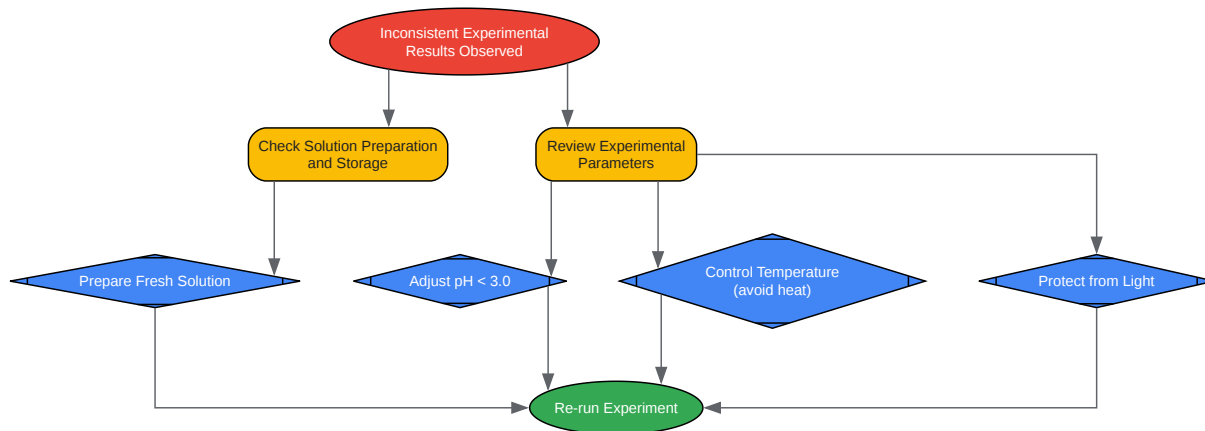 Inconsistent Experimental
Results Observed
Check Solution Preparation
and Storage
Review Experimental
Parameters
Prepare Fresh Solution
Adjust pH < 3.0
Control Temperature
(avoid heat)
Protect from Light
Re-run Experiment